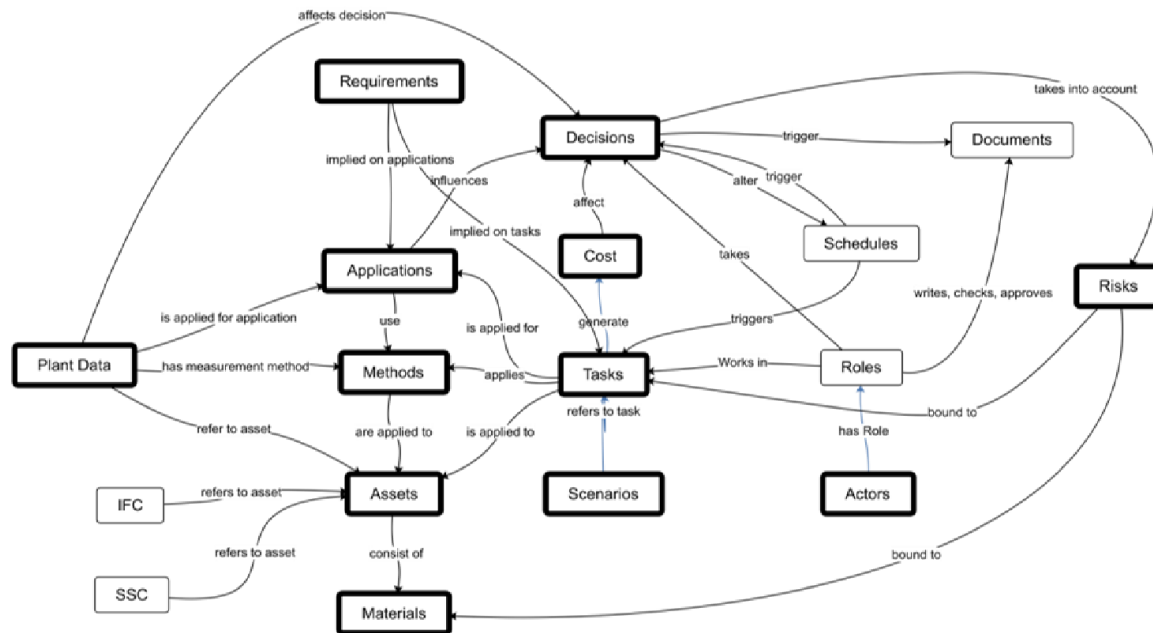 affects decision
Requirements
takes into account
Decisions
trigger
Documents
implied on applications
influences
alter
trigger
affect
implied on tasks
Schedules
Cost
takes
Applications
Risks
is applied for application
use
is applied for
generate
triggers
writes, checks, approves
Plant Data
has measurement method
Methods
applies
Tasks
Works in
Roles
refers to task
bound to
refer to asset
are applied to
is applied to
has Role
IFC
refers to asset
Assets
Scenarios
Actors
refers to asset
consist of
bound to
SSC
Materials